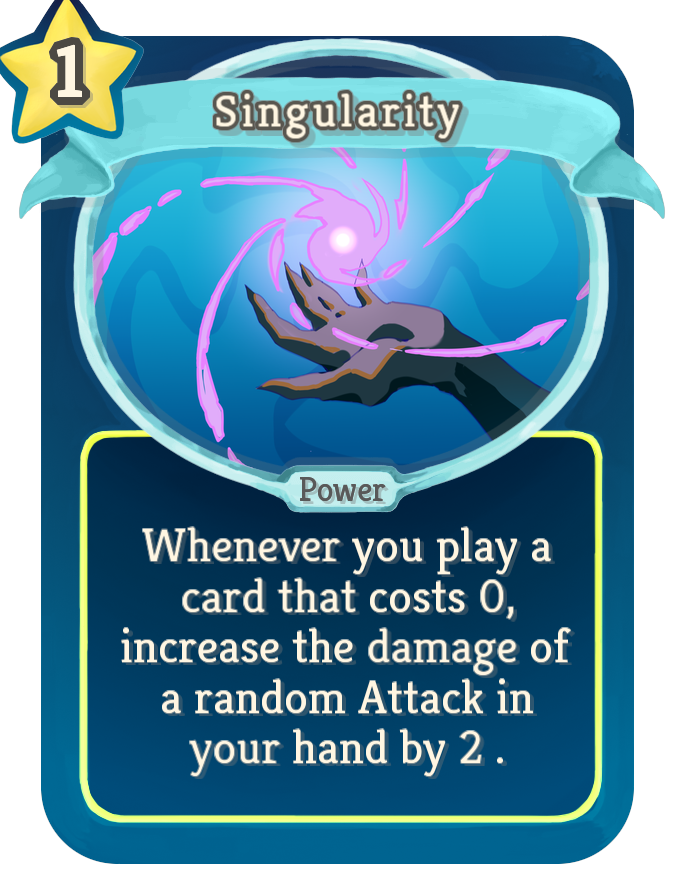 1
Singularity
Power
Whenever you play a
card that costs 0,
increase the damage of
a random Attack in
your hand by 2 .